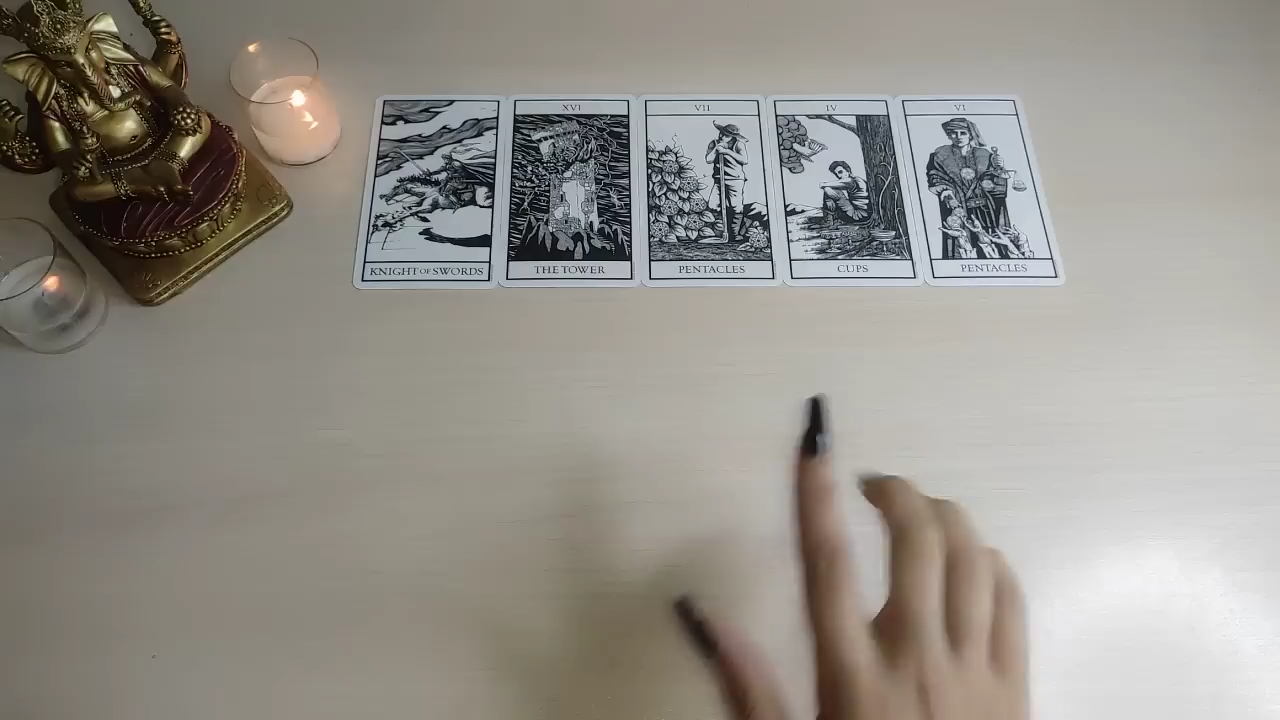 KNIGHT OF SWORDS
XVI
THE TOWER
VII
PENTACLES
IV
CUPS
VI
PENTACLES